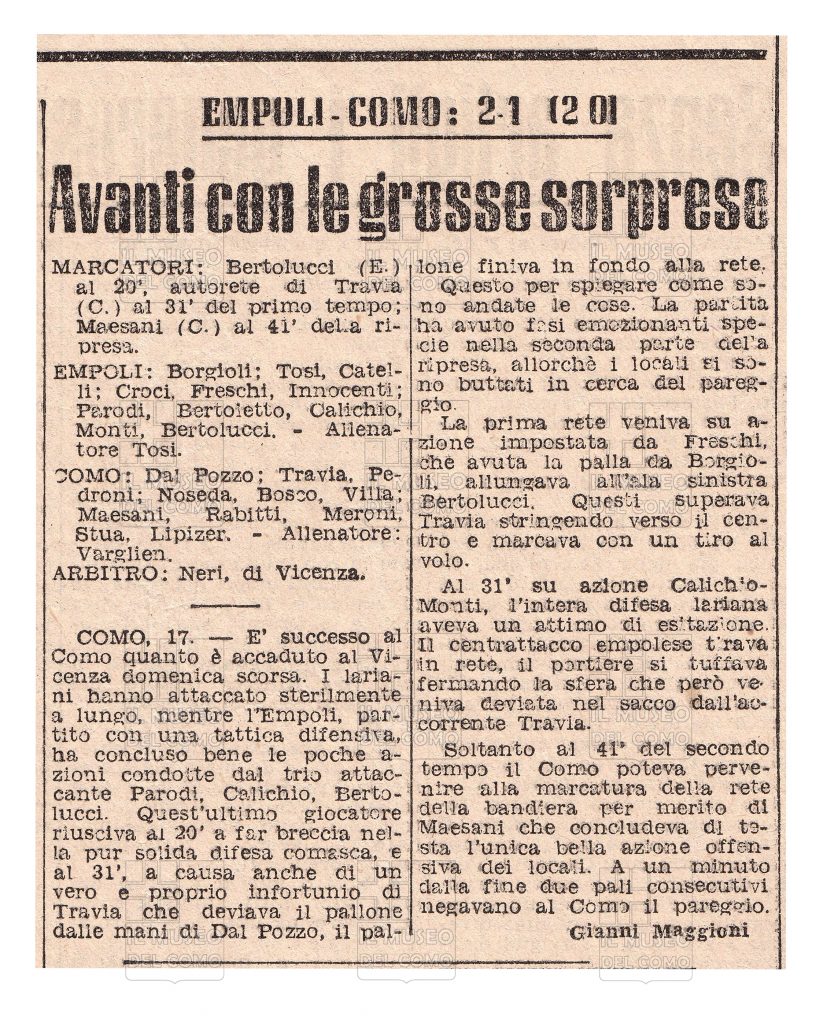 EMPOLI - COMO: 2-1 (2 0)
Avanti con le grosse sorprese
MARCATORI: Bertolucci (E.)
al 20', autorete di Travia
(C.) al 31' del primo tempo;
Maesani (C.) al 41' della ri-
presa.
EMPOLI: Borgioli; Tosi, Catel-
li; Croci, Freschi, Innocenti;
Parodi, Bertoletto, Calichio,
Monti, Bertolucci. - Allena-
tore Tosi.
COMO: Dal Pozzo; Travia, Pe-
droni; Noseda, Bosco, Villa;
Maesani, Rabitti, Meroni,
Stua, Lipizer. - Allenatore:
Varglien.
ARBITRO: Neri, di Vicenza.
COMO, 17. — E' successo al
Como quanto è accaduto al Vi-
cenza domenica scorsa. I laria-
ni hanno attaccato sterilmente
a lungo, mentre l'Empoli, par-
tito con una tattica difensiva,
ha concluso bene le poche a-
zioni condotte dal trio attac-
cante Parodi, Calichio, Berto-
lucci. Quest'ultimo giocatore
riusciva al 20' a far breccia nel-
la pur solida difesa comasca, e
al 31', a causa anche di un
vero e proprio infortunio di
Travia che deviava il pallone
dalle mani di Dal Pozzo, il pal-
lone finiva in fondo alla rete.
Questo per spiegare come so-
no andate le cose. La partita
ha avuto fasi emozionanti spe-
cie nella seconda parte del'a
ripresa, allorchè i locali si so-
no buttati in cerca del pareg-
gio.
La prima rete veniva su a-
zione impostata da Freschi,
che avuta la palla da Borgio-
li, allungava all'ala sinistra
Bertolucci. Questi superava
Travia stringendo verso il cen-
tro e marcava con un tiro al
volo.
Al 31' su azione Calichio-
Monti, l'intera difesa lariana
aveva un attimo di esitazione.
Il centrattacco empolese tirava
in rete, il portiere si tuffava
fermando la sfera che però ve-
niva deviata nel sacco dall'ac-
corrente Travia.
Soltanto al 41' del secondo
tempo il Como poteva perve-
nire alla marcatura della rete
della bandiera per merito di
Maesani che concludeva di te-
sta l'unica bella azione offen-
siva dei locali. A un minuto
dalla fine due pali consecutivi
negavano al Como il pareggio.
Gianni Maggioni
IL MUSEO
DEL COMO